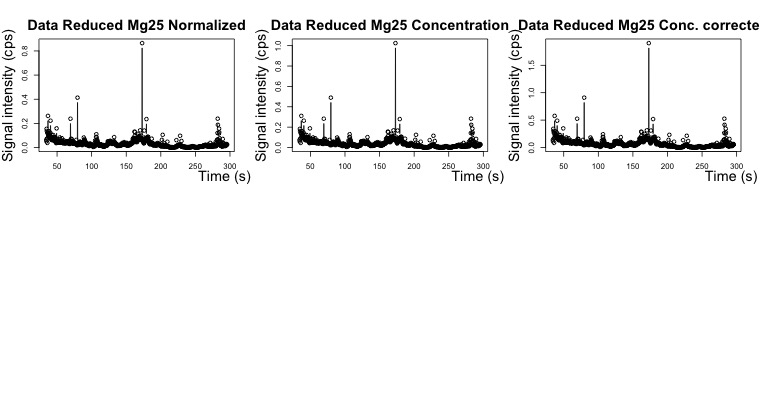 Data Reduced Mg25 Normalized
Signal intensity (cps)
0.0 0.2 0.4 0.6 0.8
50 100 150 200 250 300
Time (s)
Data Reduced Mg25 Concentration
Signal intensity (cps)
0.0 0.2 0.4 0.6 0.8 1.0
50 100 150 200 250 300
Time (s)
Data Reduced Mg25 Conc. correcte
Signal intensity (cps)
0.0 0.5 1.0 1.5
50 100 150 200 250 300
Time (s)